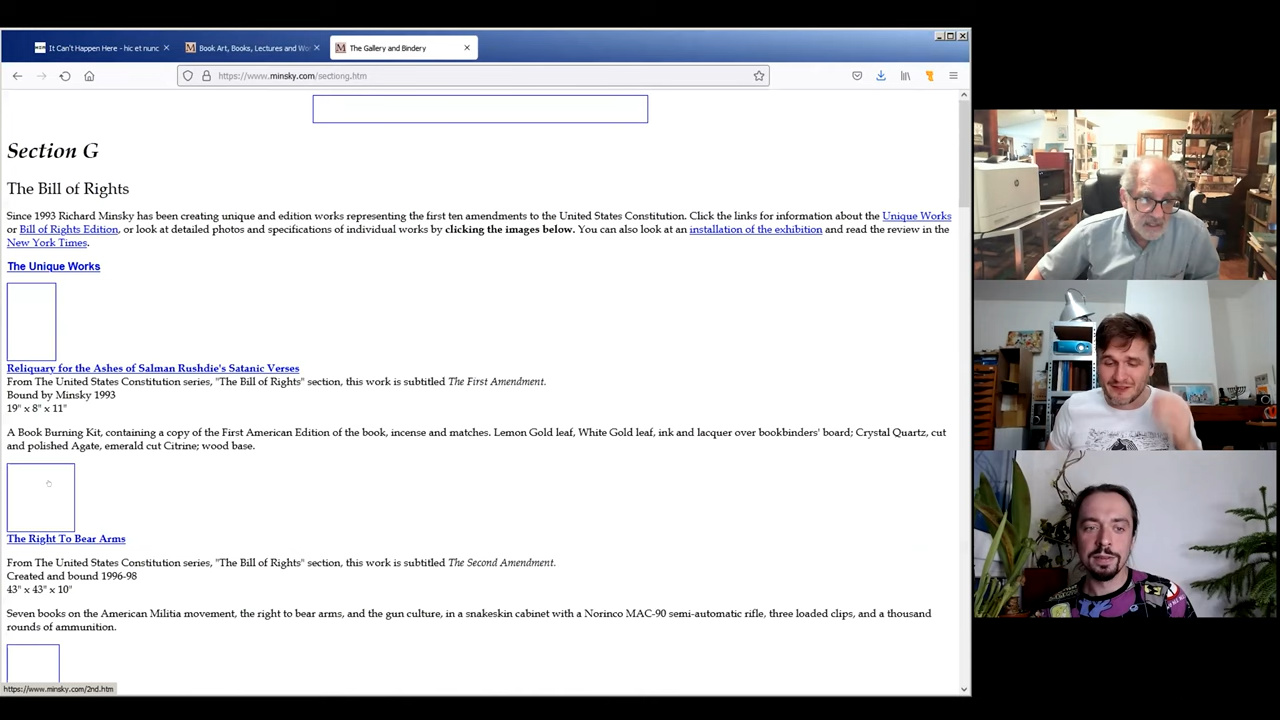 It Can't Happen Here - hic et nunc
Book Art, Books, Lectures and Wo
The Gallery and Bindery
https://www.minsky.com/sectiong.htm
Section G
The Bill of Rights
Since 1993 Richard Minsky has been creating unique and edition works representing the first ten amendments to the United States Constitution. Click the links for information about the Unique Works
or Bill of Rights Edition, or look at detailed photos and specifications of individual works by clicking the images below. You can also look at an installation of the exhibition and read the review in the
New York Times.
The Unique Works
Reliquary for the Ashes of Salman Rushdie's Satanic Verses
From The United States Constitution series, "The Bill of Rights" section, this work is subtitled The First Amendment.
Bound by Minsky 1993
19" x 8" x 11"
A Book Burning Kit, containing a copy of the First American Edition of the book, incense and matches. Lemon Gold leaf, White Gold leaf, ink and lacquer over bookbinders' board; Crystal Quartz, cut
and polished Agate, emerald cut Citrine; wood base.
The Right To Bear Arms
From The United States Constitution series, "The Bill of Rights" section, this work is subtitled The Second Amendment.
Created and bound 1996-98
43" x 43" x 10"
Seven books on the American Militia movement, the right to bear arms, and the gun culture, in a snakeskin cabinet with a Norinco MAC-90 semi-automatic rifle, three loaded clips, and a thousand
rounds of ammunition.
https://www.minsky.com/2nd.htm